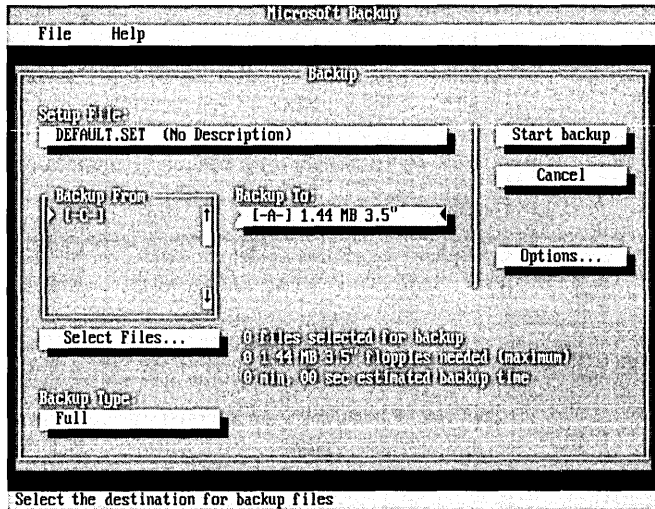 Microsoft Backup
File Help
Backup
Setup File:
DEFAULT.SET (No Description)
Start backup
Cancel
Backup From
[-C-]
Backup To:
[-A-] 1.44 MB 3.5"
Options...
Select Files...
0 files selected for backup
0 1.44 MB 3.5" floppies needed (maximum)
0 min, 00 sec estimated backup time
Backup Type:
Full
Select the destination for backup files